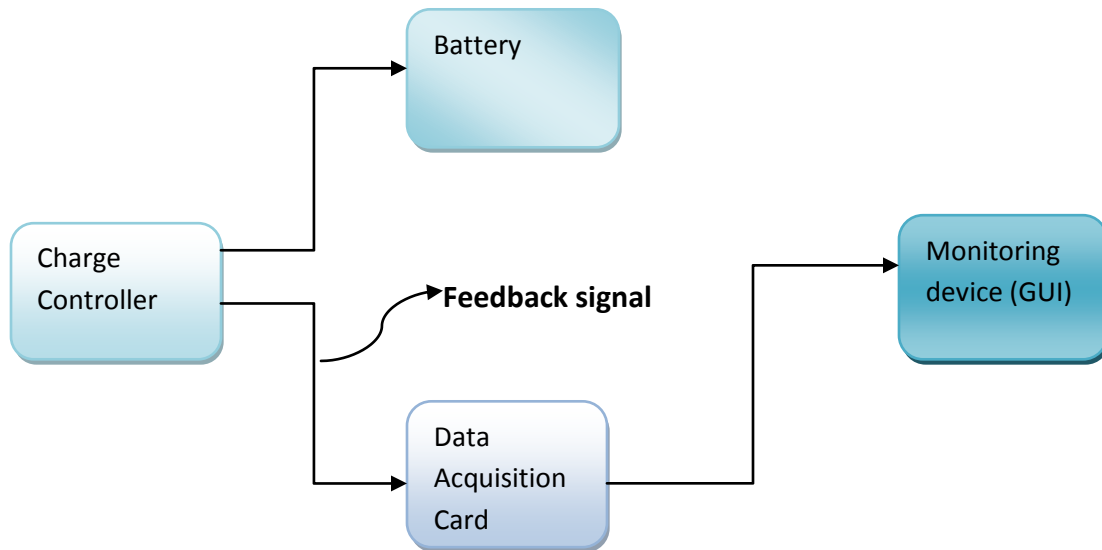 Battery
Charge
Controller
Feedback signal
Monitoring
device (GUI)
Data
Acquisition
Card